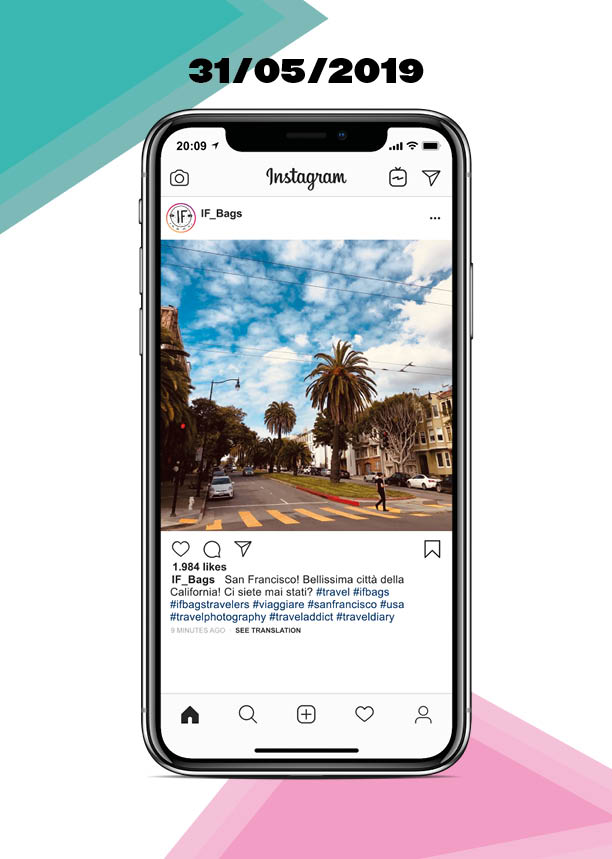 31/05/2019
20:09
Instagram
IF
IF_Bags
1.984 likes
IF_Bags San Francisco! Bellissima città della
California! Ci siete mai stati? #travel #ifbags
#ifbagstravelers #viaggiare #sanfrancisco #usa
#travelphotography #traveladdict #traveldiary
9 MINUTES AGO SEE TRANSLATION